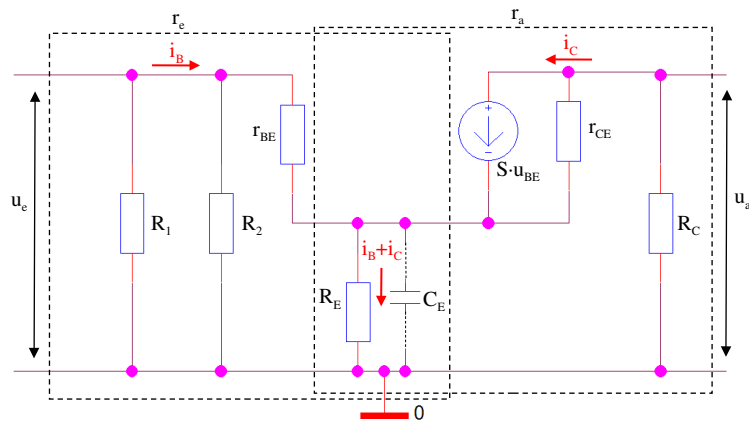 r_e
r_a
i_B
i_C
r_BE
+
-
S·u_BE
r_CE
u_e
R_1
R_2
R_C
u_a
i_B+i_C
R_E
C_E
0